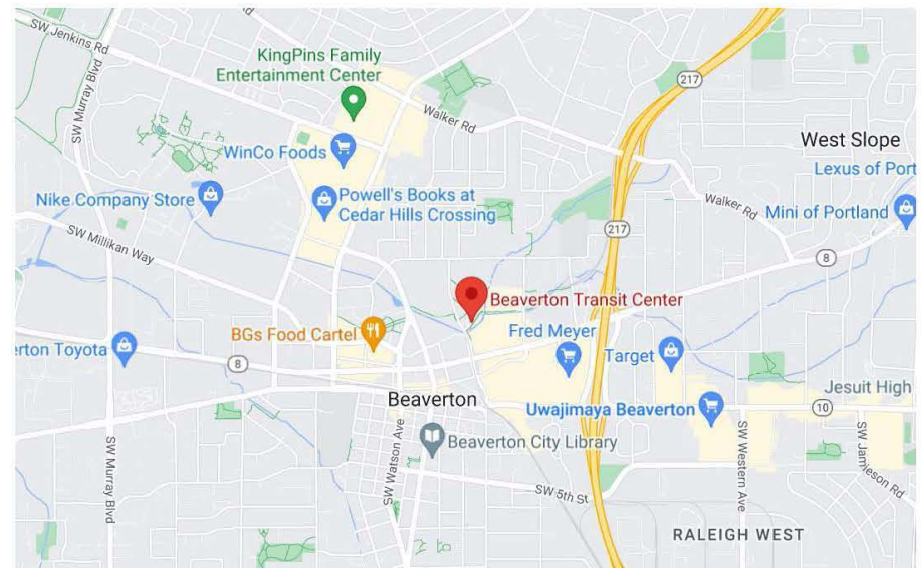 SW Jenkins Rd
Rd
SW Murray Blvd
KingPins Family
Entertainment Center
217
Walker Rd
WinCo Foods
West Slope
Lexus of Port
Nike Company Store
Powell's Books at
Cedar Hills Crossing
Walker Rd
Mini of Portland
SW Millikan Way
217
8
Beaverton Transit Center
BGs Food Cartel
Fred Meyer
erton Toyota
8
Target
Beaverton
Jesuit High
Uwajimaya Beaverton
10
Beaverton City Library
SW Watson Ave
SW Murray Blvd
SW 5th St
SW Western Ave
SW Jamieson Rd
RALEIGH WEST